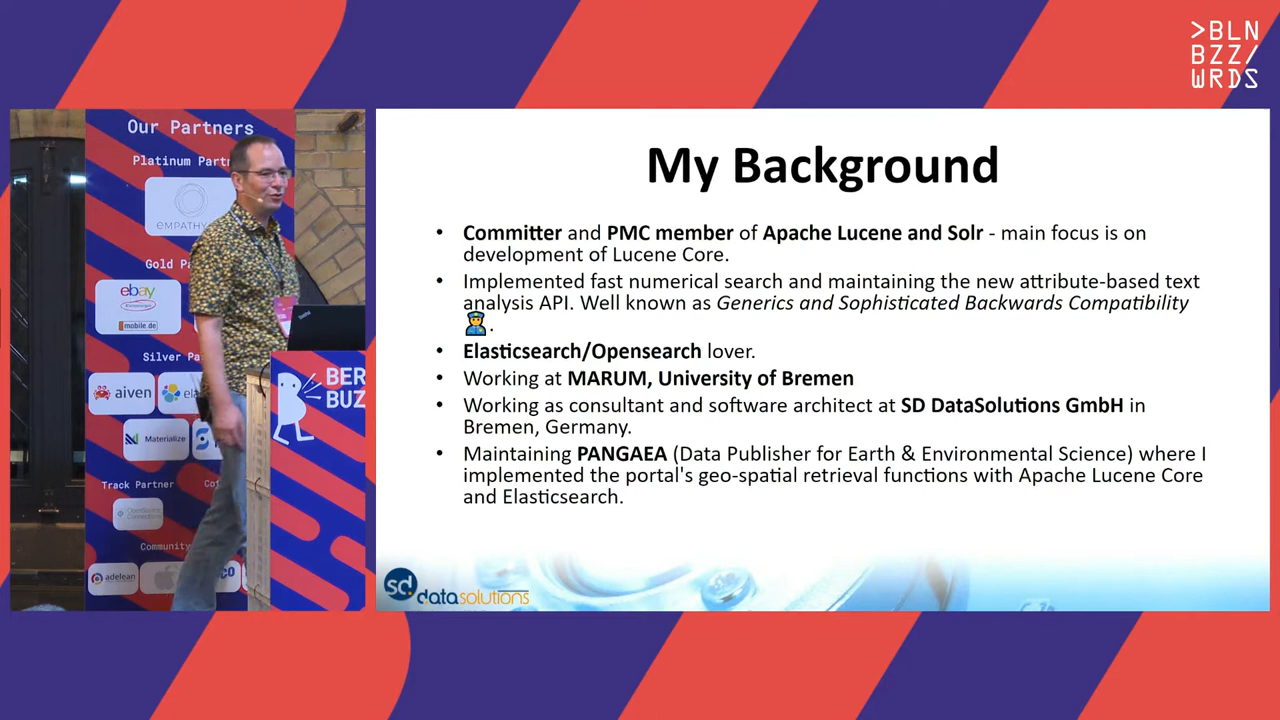 >BLN
BZZ/
WRDS
Our Partners
Platinum
EMPATHY
Gold
ebay
mobile.de
Silver
aiven
Materialize
Track Partner
OpenSource
Connections
Community
adelean
BER
BUZ
My Background
• Committer and PMC member of Apache Lucene and Solr - main focus is on
development of Lucene Core.
• Implemented fast numerical search and maintaining the new attribute-based text
analysis API. Well known as Generics and Sophisticated Backwards Compatibility
👮.
• Elasticsearch/Opensearch lover.
• Working at MARUM, University of Bremen
• Working as consultant and software architect at SD DataSolutions GmbH in
Bremen, Germany.
• Maintaining PANGAEA (Data Publisher for Earth & Environmental Science) where I
implemented the portal's geo-spatial retrieval functions with Apache Lucene Core
and Elasticsearch.
sd.datasolutions